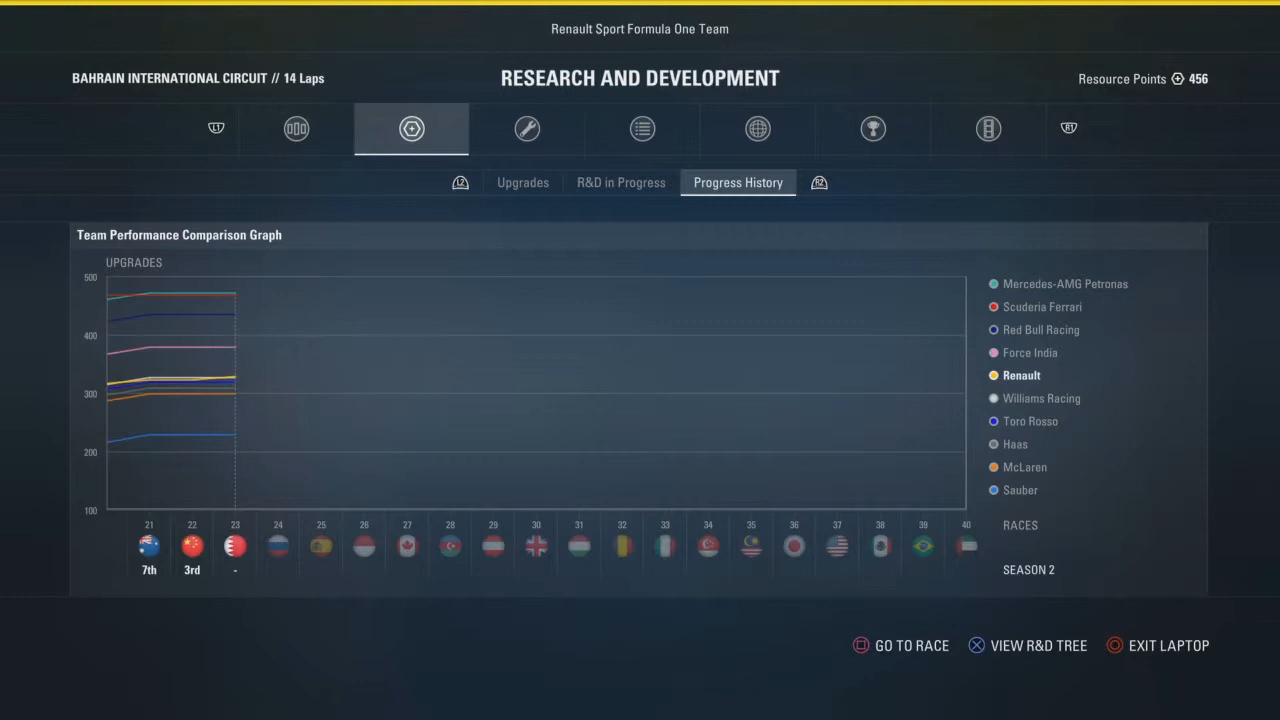 Renault Sport Formula One Team
BAHRAIN INTERNATIONAL CIRCUIT // 14 Laps
RESEARCH AND DEVELOPMENT
Resource Points 456
L1
R1
L2 Upgrades R&D in Progress Progress History R2
Team Performance Comparison Graph
UPGRADES
500
400
300
200
100
Mercedes-AMG Petronas
Scuderia Ferrari
Red Bull Racing
Force India
Renault
Williams Racing
Toro Rosso
Haas
McLaren
Sauber
21 22 23 24 25 26 27 28 29 30 31 32 33 34 35 36 37 38 39 40 RACES
7th 3rd - SEASON 2
GO TO RACE VIEW R&D TREE EXIT LAPTOP